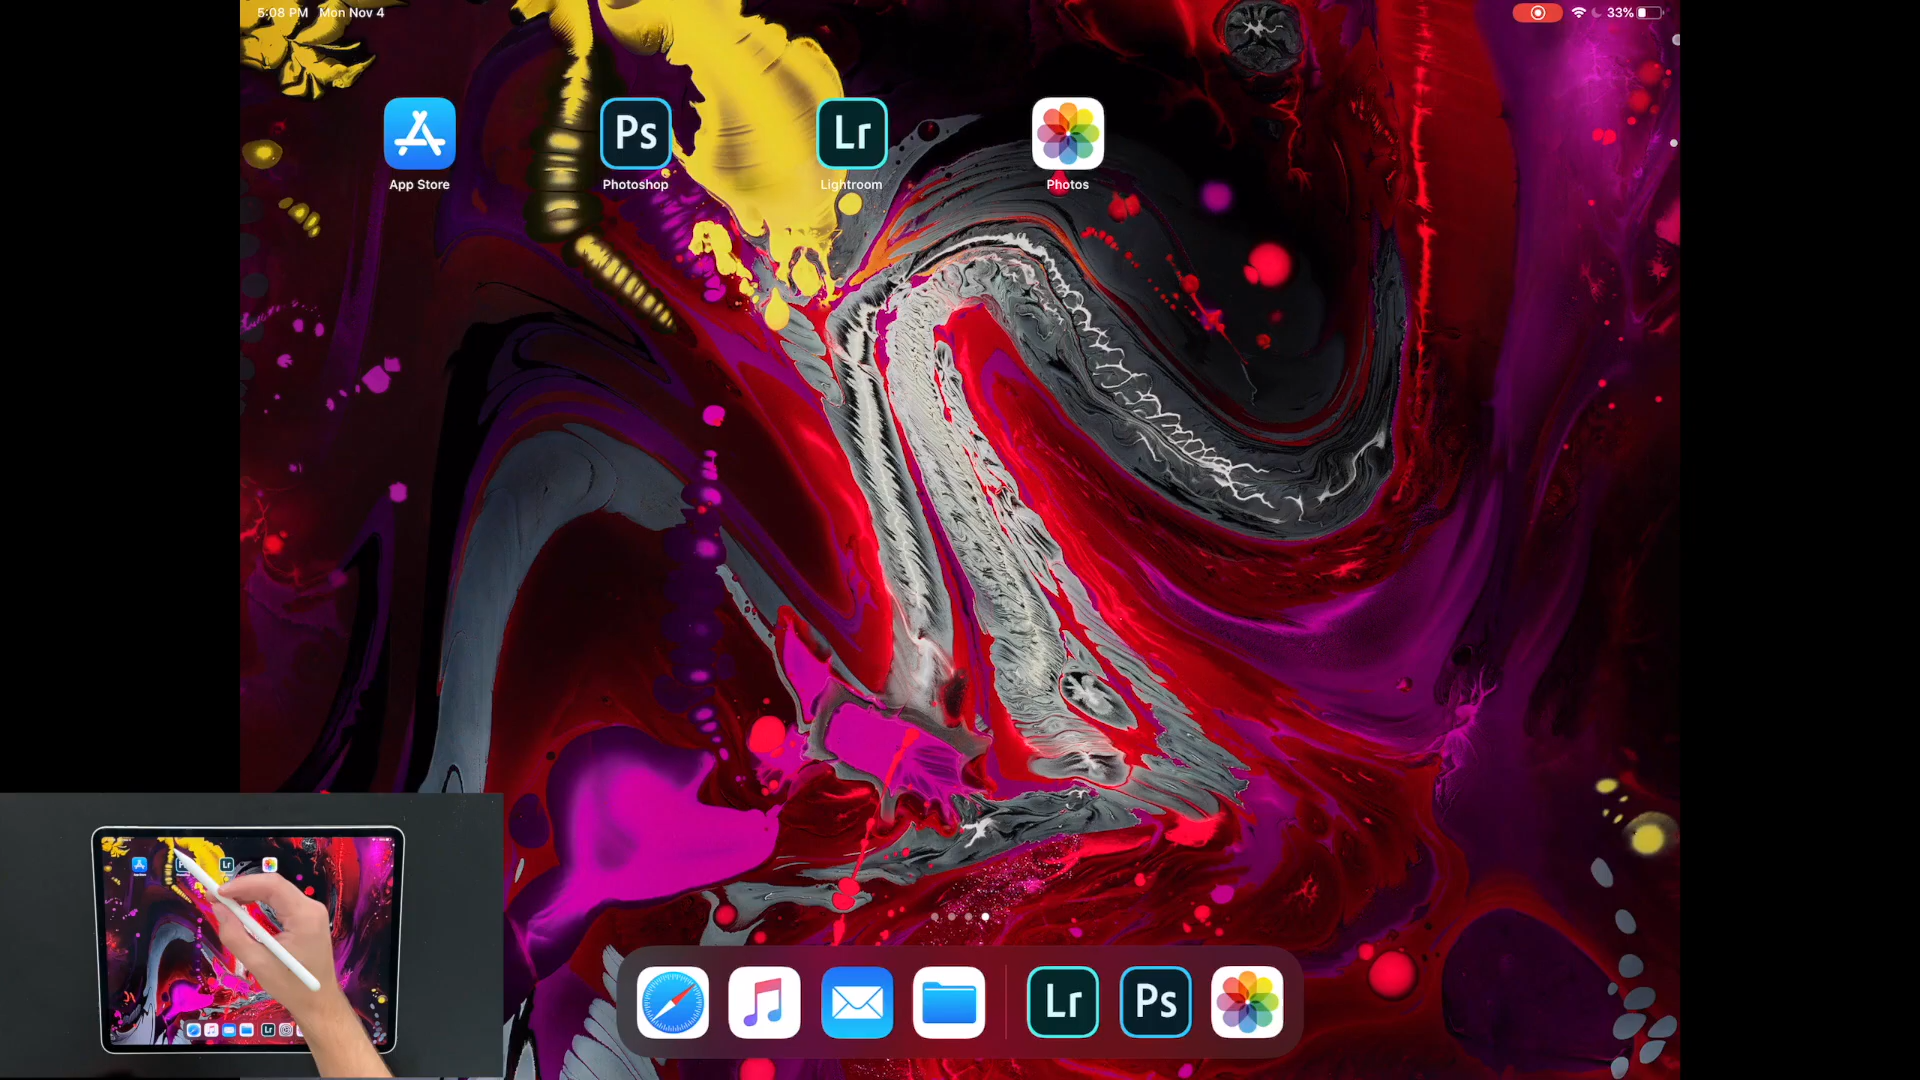 5:08 PM Mon Nov 4
33%
Ps
Lr
App Store
Photoshop
Lightroom
Photos
Lr
Ps